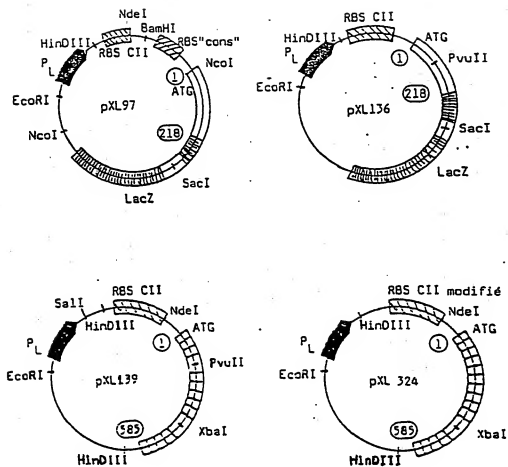 NdeI
BamHI
HinDIII
RBS"cons"
RBS CII
NcoI
PL
1
ATG
EcoRI
pXL97
NcoI
218
SacI
LacZ
RBS CII
HinDIII
ATG
PL
1
PvuII
EcoRI
pXL136
218
SacI
LacZ
RBS CII
SalI
NdeI
HinDIII
ATG
PL
1
PvuII
EcoRI
pXL139
XbaI
585
HinDIII
RBS CII modifié
NdeI
HinDIII
ATG
PL
1
EcoRI
pXL 324
XbaI
585
HinDIII